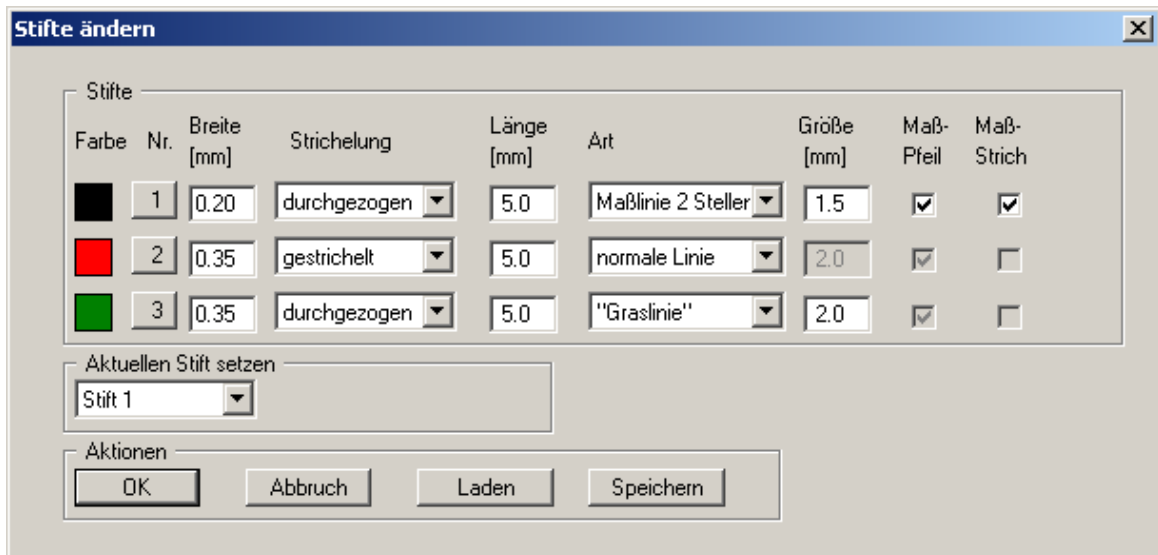 Stifte ändern
Stifte
Farbe Nr. Breite [mm] Strichelung Länge [mm] Art Größe [mm] Maß-Pfeil Maß-Strich
1 0.20 durchgezogen 5.0 Maßlinie 2 Steller 1.5
2 0.35 gestrichelt 5.0 normale Linie 2.0
3 0.35 durchgezogen 5.0 "Graslinie" 2.0
Aktuellen Stift setzen
Stift 1
Aktionen
OK Abbruch Laden Speichern